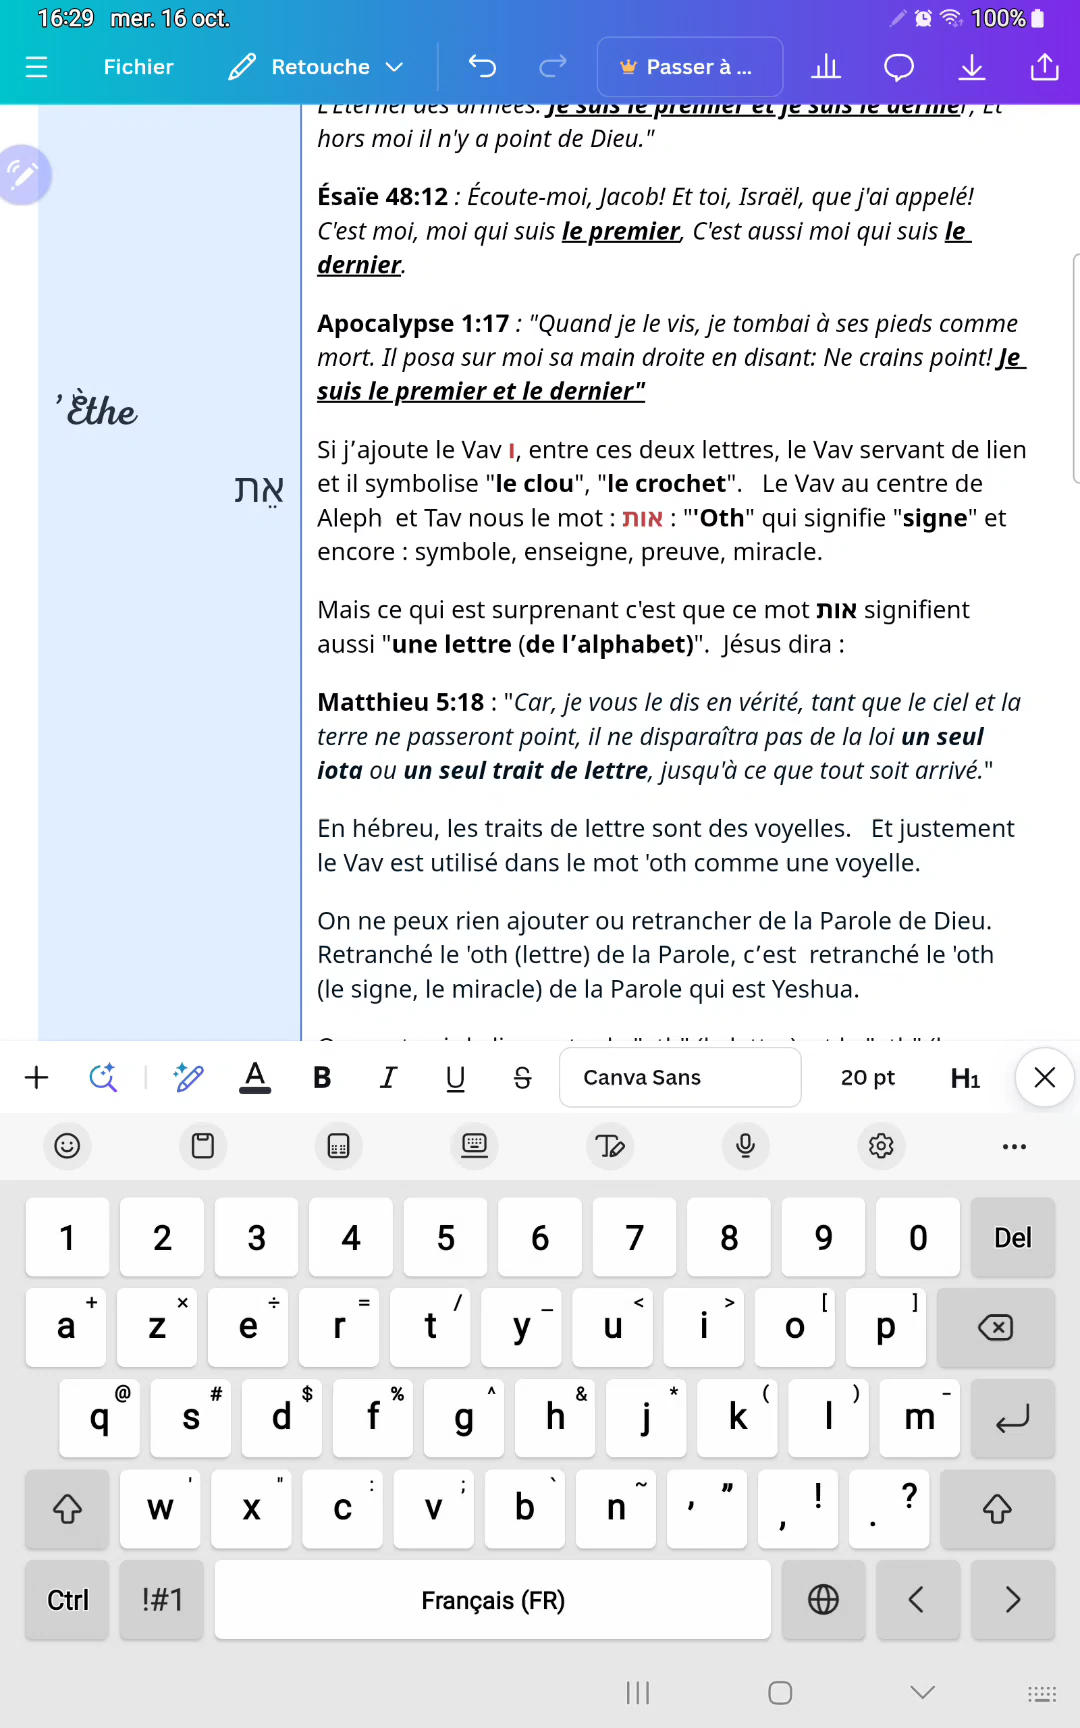 16:29 mer. 16 oct. 100%
Fichier Retouche Passer à ...
L'Éternel des armées: Je suis le premier et je suis le dernier, Et
hors moi il n'y a point de Dieu."
Ésaïe 48:12 : Écoute-moi, Jacob! Et toi, Israël, que j'ai appelé!
C'est moi, moi qui suis le premier, C'est aussi moi qui suis le
dernier.
Apocalypse 1:17 : "Quand je le vis, je tombai à ses pieds comme
mort. Il posa sur moi sa main droite en disant: Ne crains point! Je
suis le premier et le dernier"
’Èthe
אֵת
Si j’ajoute le Vav ו, entre ces deux lettres, le Vav servant de lien
et il symbolise "le clou", "le crochet". Le Vav au centre de
Aleph et Tav nous le mot : אות : "'Oth" qui signifie "signe" et
encore : symbole, enseigne, preuve, miracle.
Mais ce qui est surprenant c'est que ce mot אות signifient
aussi "une lettre (de l’alphabet)". Jésus dira :
Matthieu 5:18 : "Car, je vous le dis en vérité, tant que le ciel et la
terre ne passeront point, il ne disparaîtra pas de la loi un seul
iota ou un seul trait de lettre, jusqu'à ce que tout soit arrivé."
En hébreu, les traits de lettre sont des voyelles. Et justement
le Vav est utilisé dans le mot 'oth comme une voyelle.
On ne peux rien ajouter ou retrancher de la Parole de Dieu.
Retranché le 'oth (lettre) de la Parole, c’est retranché le 'oth
(le signe, le miracle) de la Parole qui est Yeshua.
A B I U S Canva Sans 20 pt H1
1 2 3 4 5 6 7 8 9 0 Del
a + z × e ÷ r = t / y _ u < i > o [ p ]
q @ s # d $ f % g ^ h & j * k ( l ) m -
w ' x " c : v ; b ` n ~ ' " , ! . ?
Ctrl !#1 Français (FR) < >